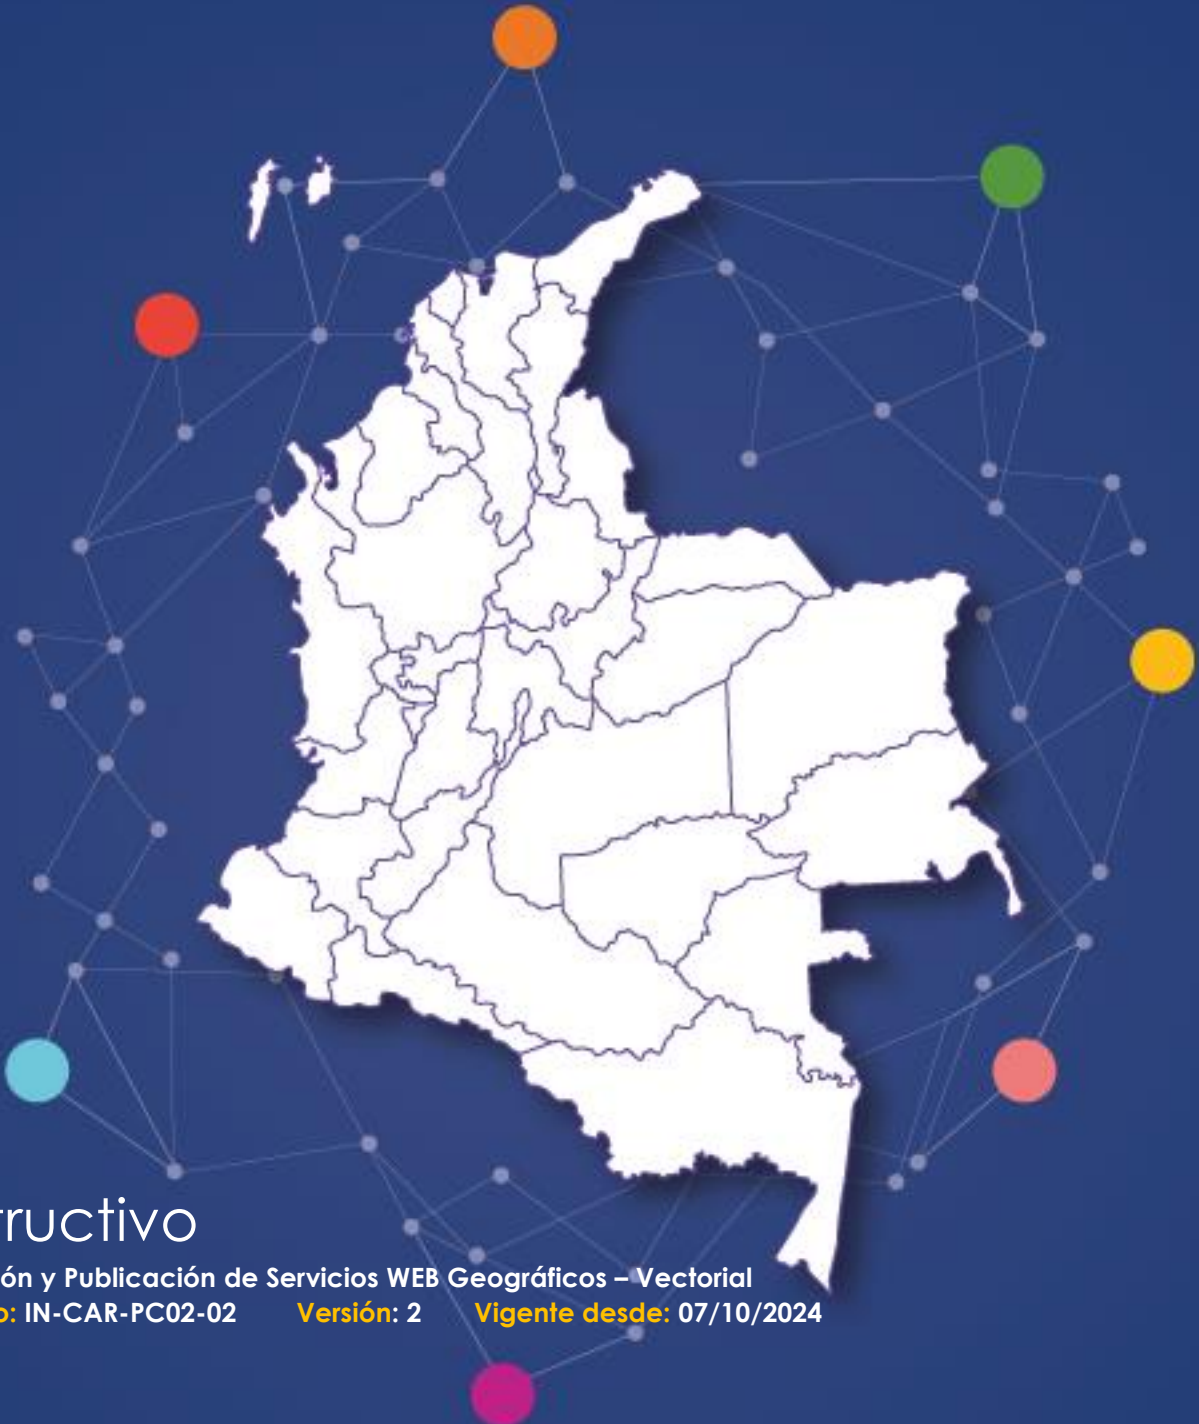 ructivo
ón y Publicación de Servicios WEB Geográficos – Vectorial
o: IN-CAR-PC02-02 Versión: 2 Vigente desde: 07/10/2024